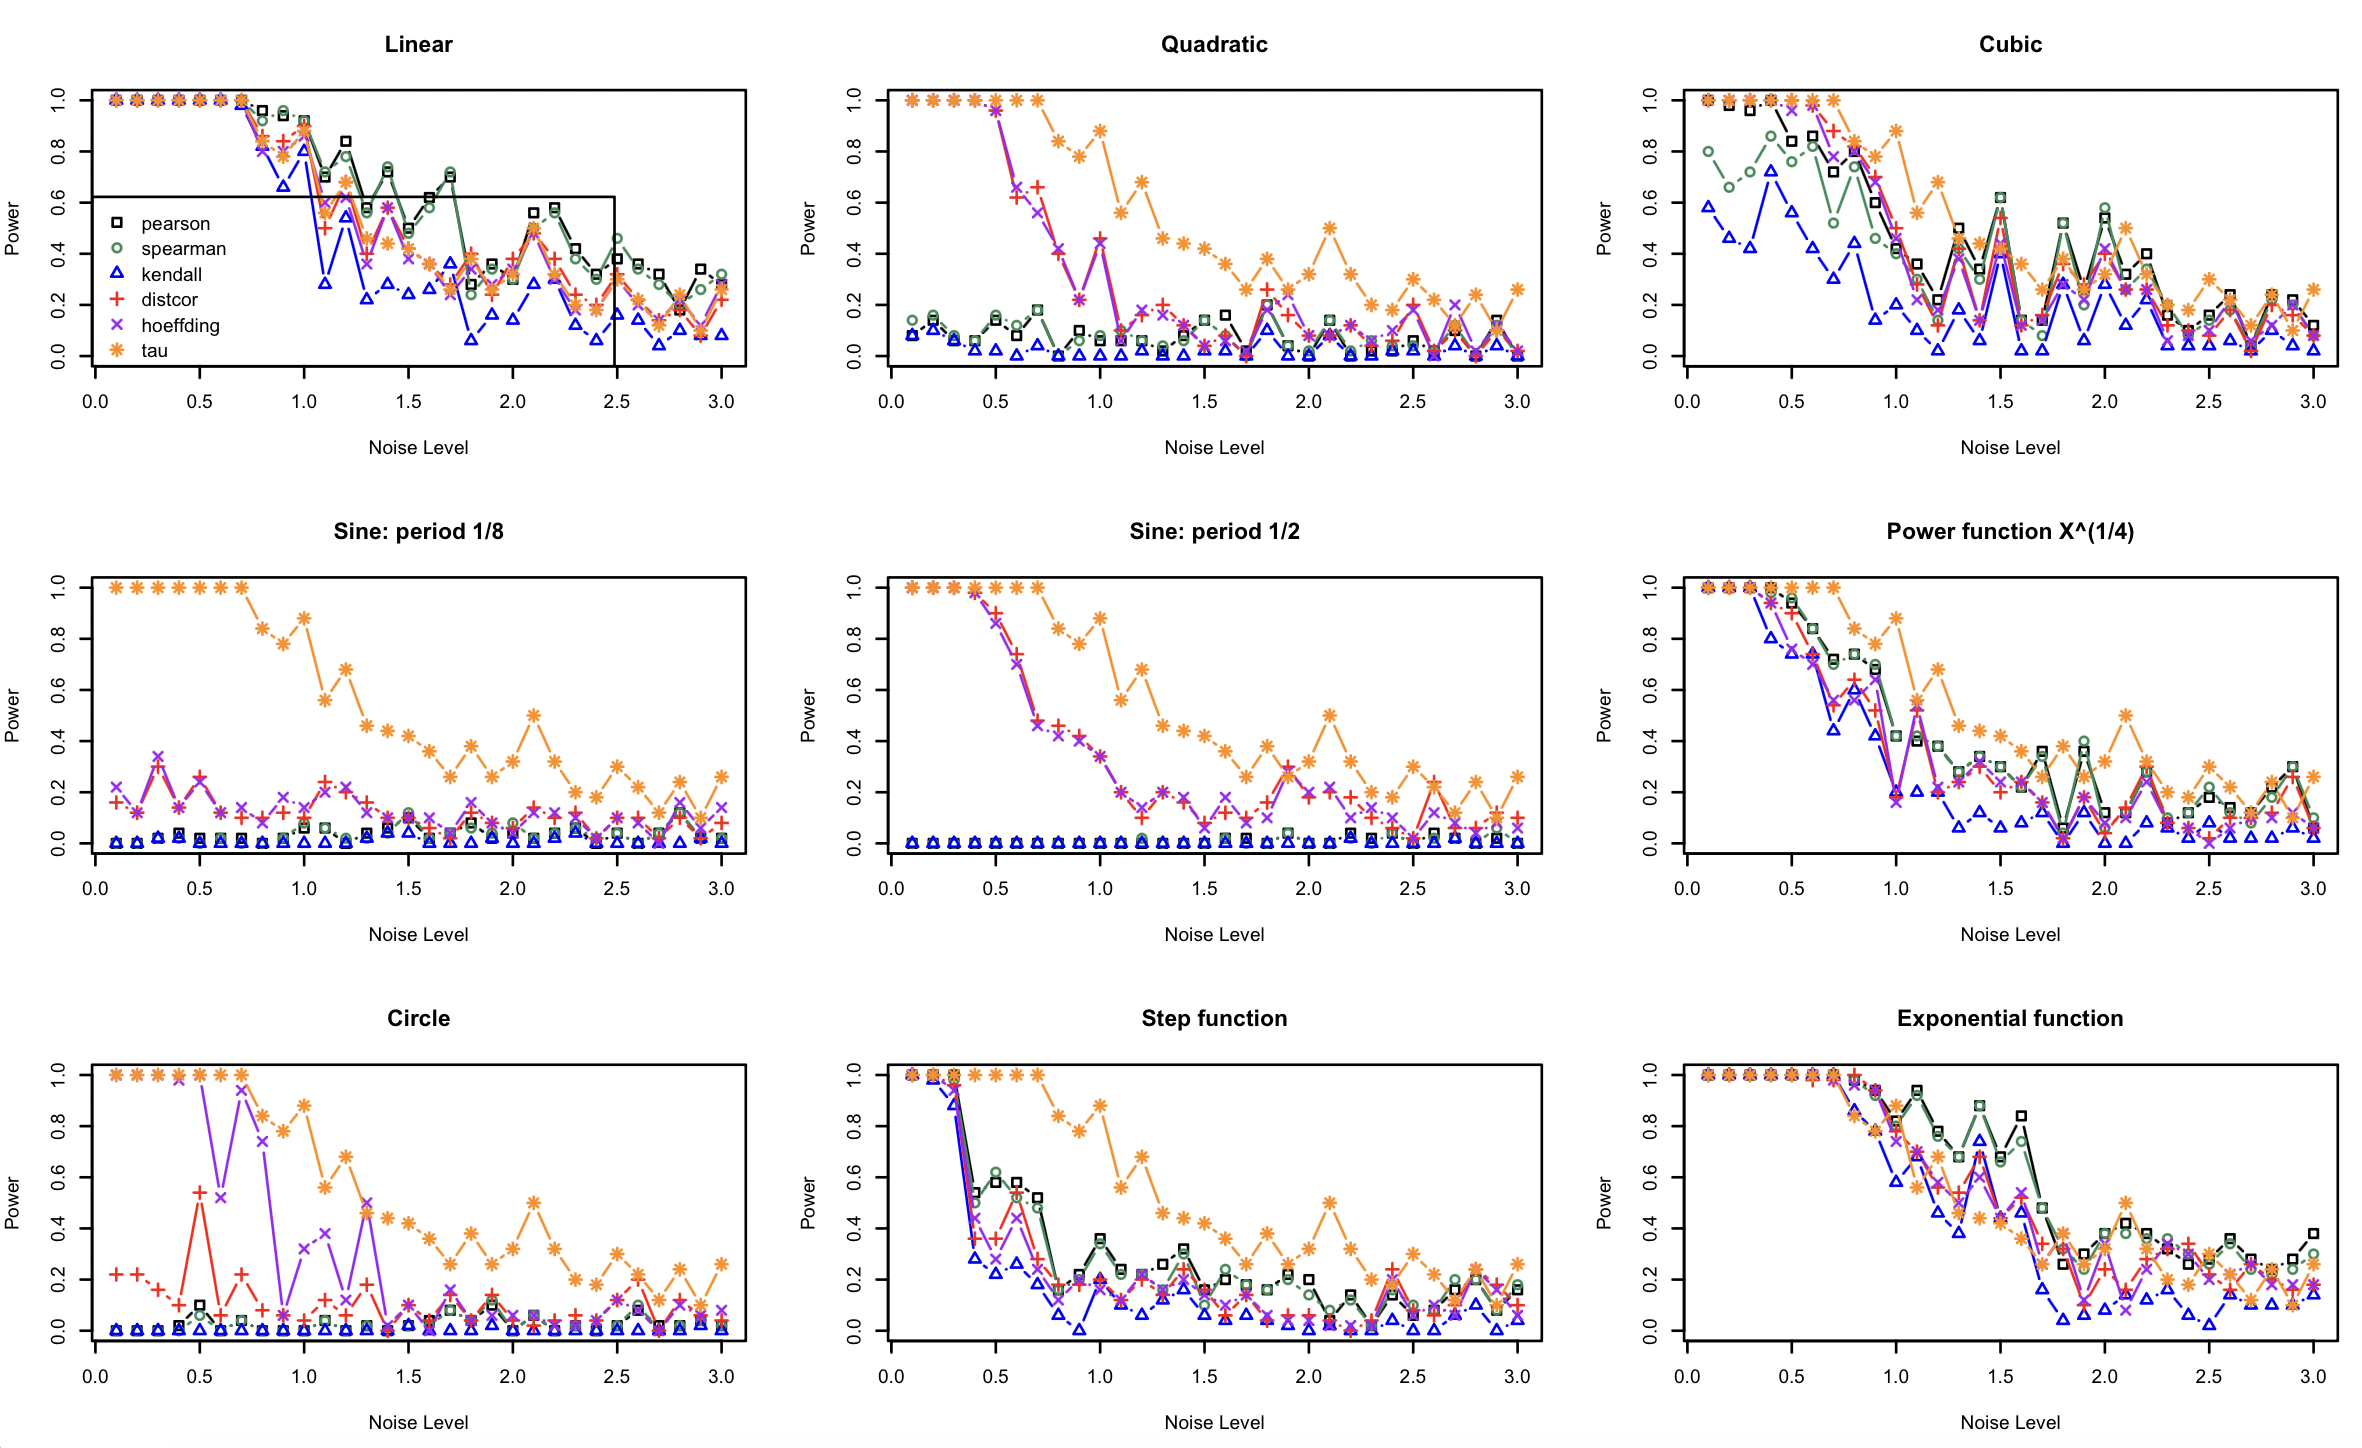 Linear
Power
1.0
0.8
0.6
0.4
0.2
0.0
pearson
spearman
kendall
distcor
hoeffding
tau
0.0 0.5 1.0 1.5 2.0 2.5 3.0
Noise Level
Quadratic
Power
1.0
0.8
0.6
0.4
0.2
0.0
0.0 0.5 1.0 1.5 2.0 2.5 3.0
Noise Level
Cubic
Power
1.0
0.8
0.6
0.4
0.2
0.0
0.0 0.5 1.0 1.5 2.0 2.5 3.0
Noise Level
Sine: period 1/8
Power
1.0
0.8
0.6
0.4
0.2
0.0
0.0 0.5 1.0 1.5 2.0 2.5 3.0
Noise Level
Sine: period 1/2
Power
1.0
0.8
0.6
0.4
0.2
0.0
0.0 0.5 1.0 1.5 2.0 2.5 3.0
Noise Level
Power function X^(1/4)
Power
1.0
0.8
0.6
0.4
0.2
0.0
0.0 0.5 1.0 1.5 2.0 2.5 3.0
Noise Level
Circle
Power
1.0
0.8
0.6
0.4
0.2
0.0
0.0 0.5 1.0 1.5 2.0 2.5 3.0
Noise Level
Step function
Power
1.0
0.8
0.6
0.4
0.2
0.0
0.0 0.5 1.0 1.5 2.0 2.5 3.0
Noise Level
Exponential function
Power
1.0
0.8
0.6
0.4
0.2
0.0
0.0 0.5 1.0 1.5 2.0 2.5 3.0
Noise Level